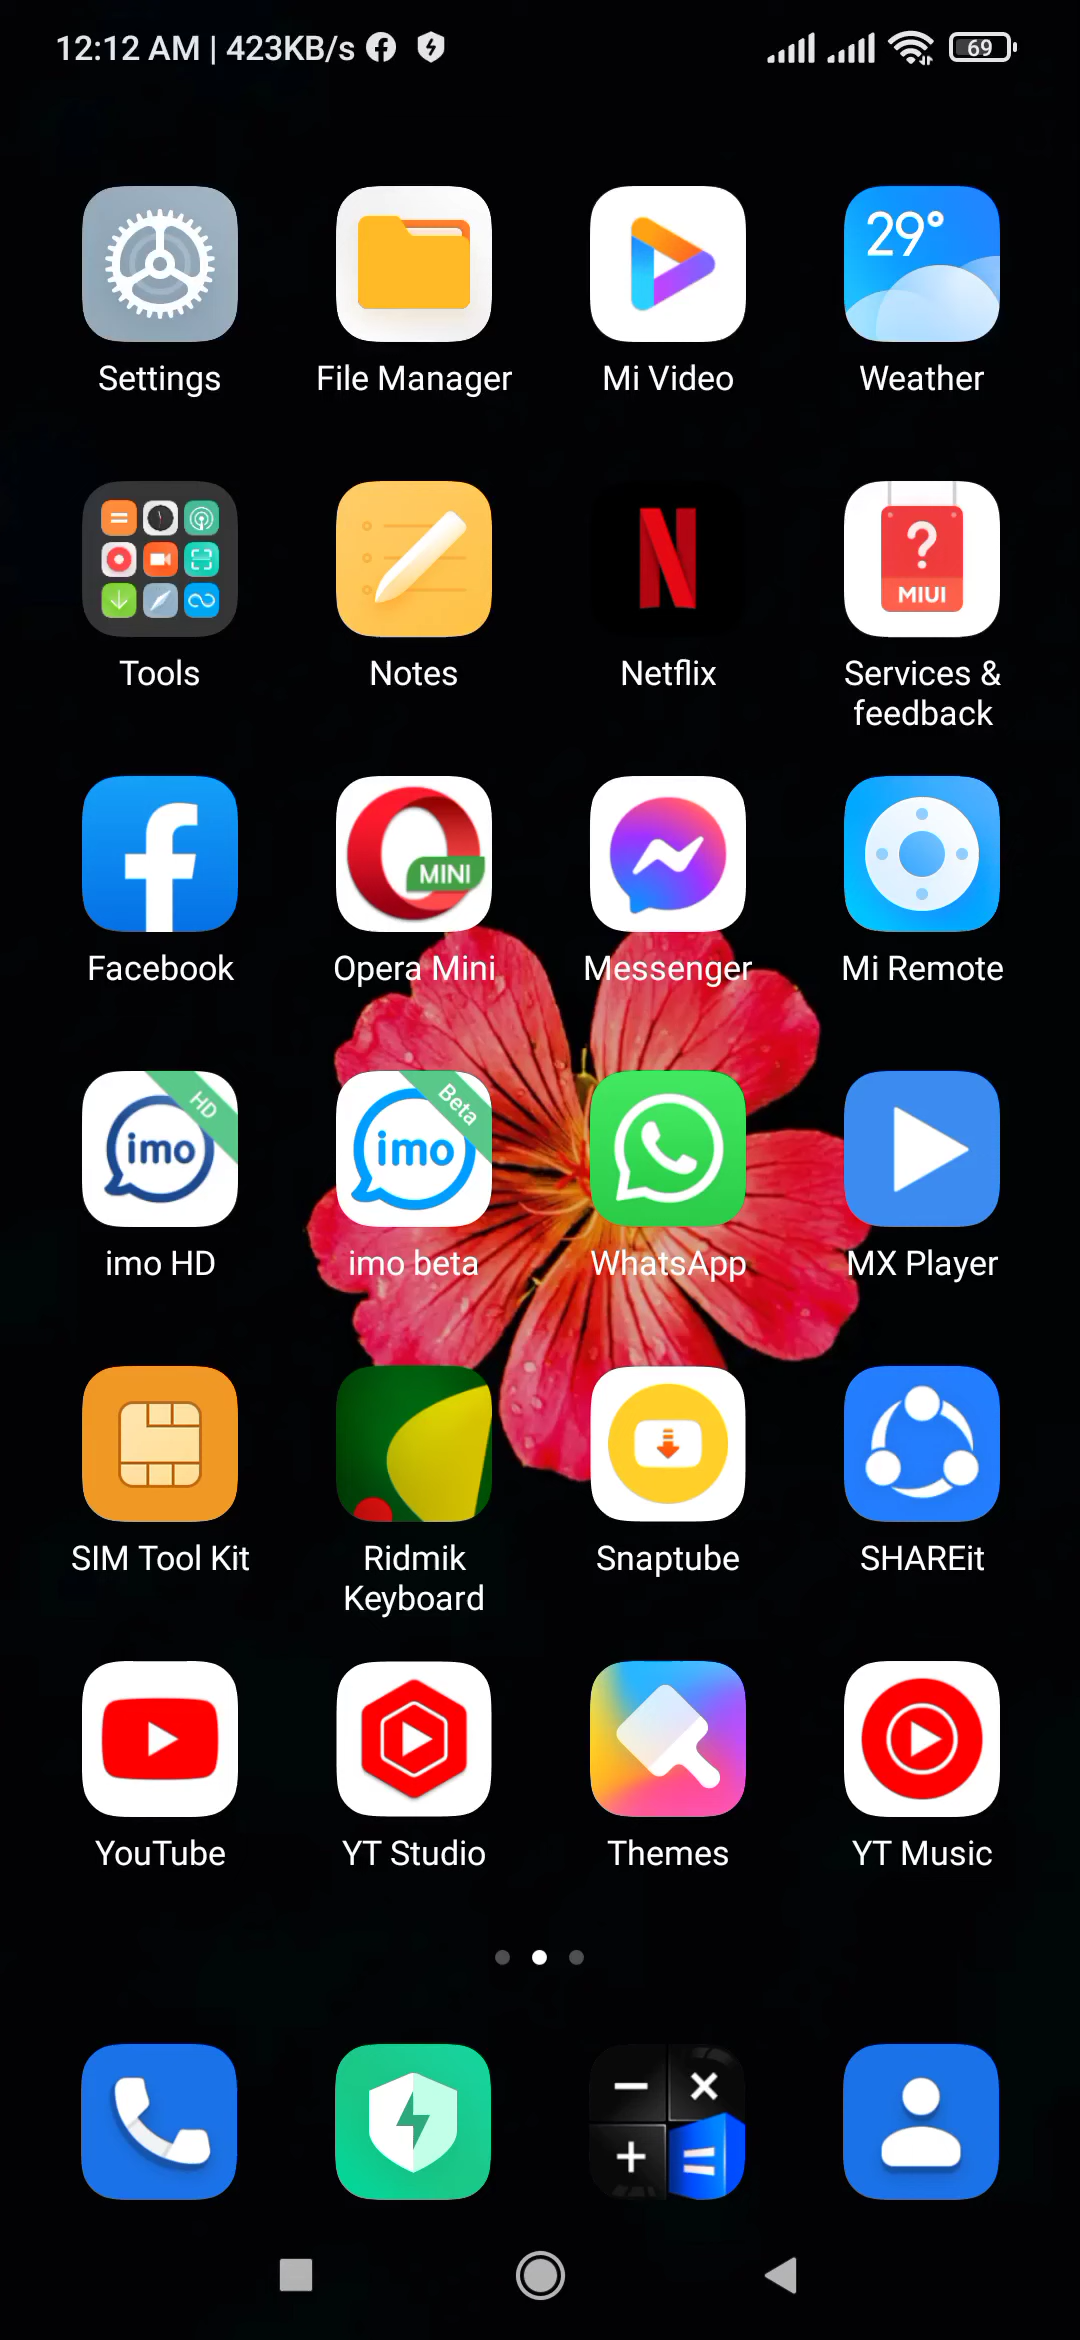 12:12 AM | 423KB/s
69
29°
Settings
File Manager
Mi Video
Weather
?
MIUI
Tools
Notes
Netflix
Services &
feedback
MINI
Facebook
Opera Mini
Messenger
Mi Remote
HD
imo
Beta
imo
imo HD
imo beta
WhatsApp
MX Player
SIM Tool Kit
Ridmik
Keyboard
Snaptube
SHAREit
YouTube
YT Studio
Themes
YT Music